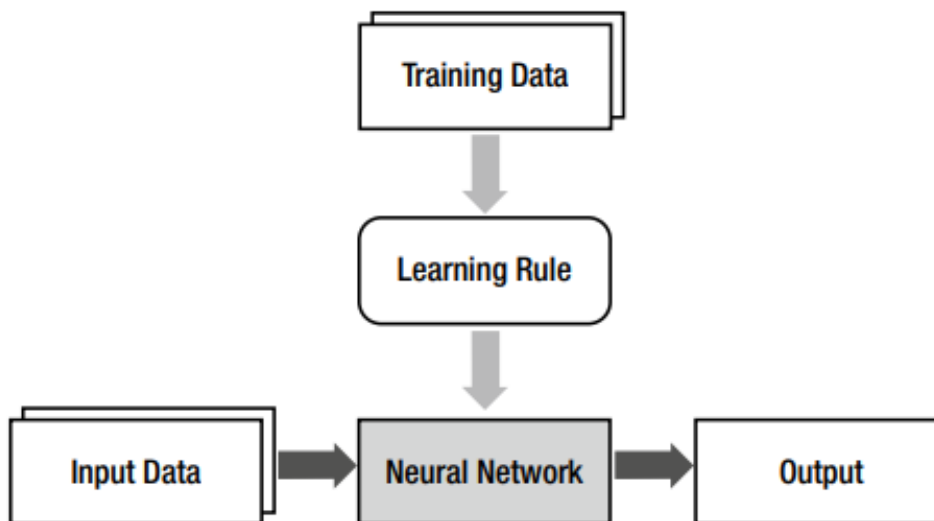 Training Data
Learning Rule
Input Data
Neural Network
Output